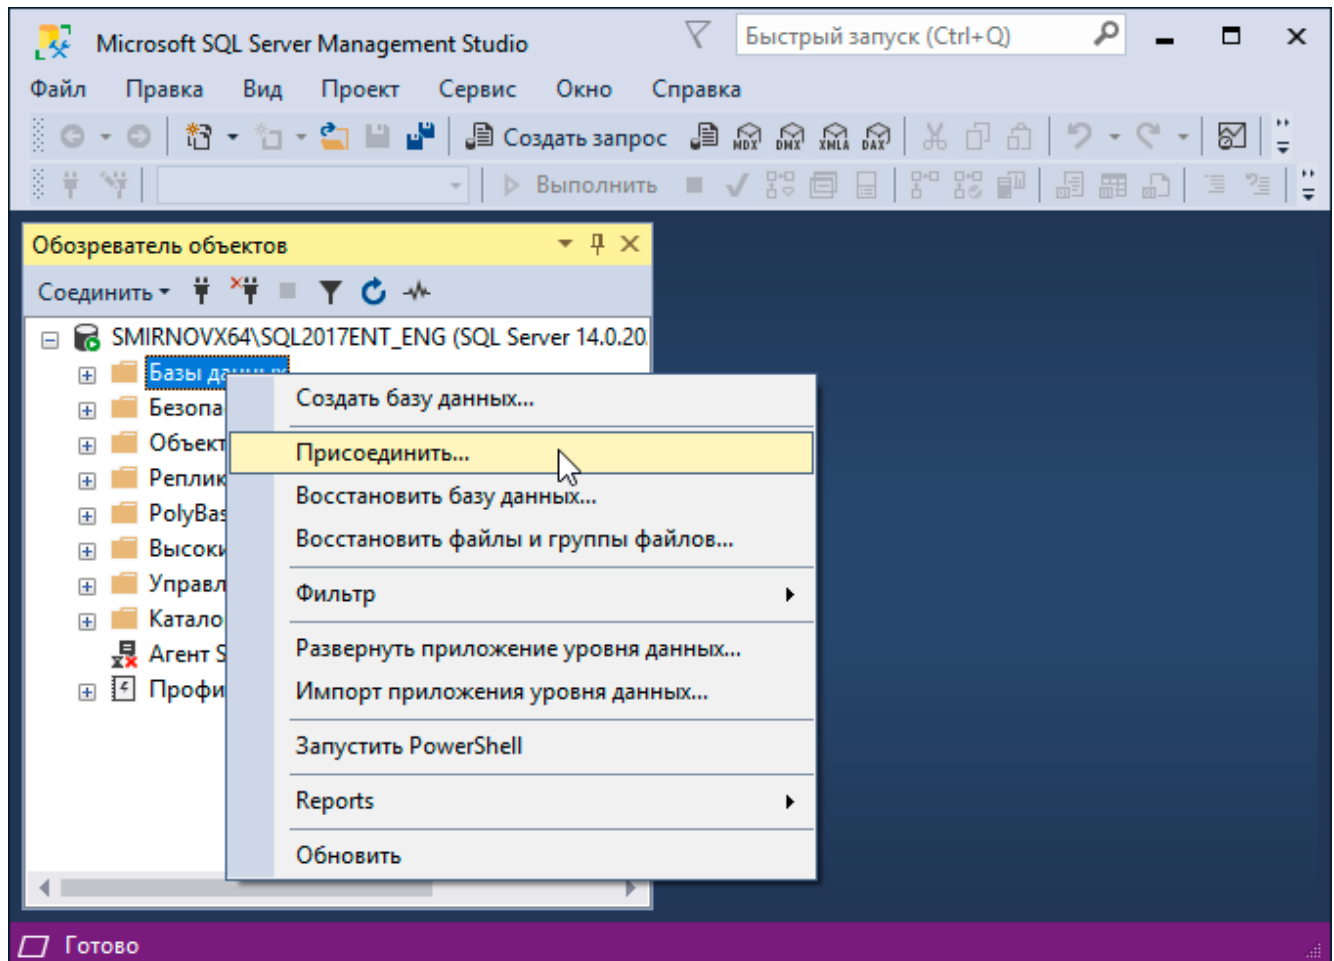 Microsoft SQL Server Management Studio
Быстрый запуск (Ctrl+Q)
Файл Правка Вид Проект Сервис Окно Справка
Создать запрос MDX DMX XMLA DAX
Выполнить
Обозреватель объектов
Соединить
SMIRNOVX64\SQL2017ENT_ENG (SQL Server 14.0.20
Базы данных
Безопа
Объект
Реплик
PolyBas
Высоки
Управл
Катало
Агент S
Профи
Создать базу данных...
Присоединить...
Восстановить базу данных...
Восстановить файлы и группы файлов...
Фильтр
Развернуть приложение уровня данных...
Импорт приложения уровня данных...
Запустить PowerShell
Reports
Обновить
Готово